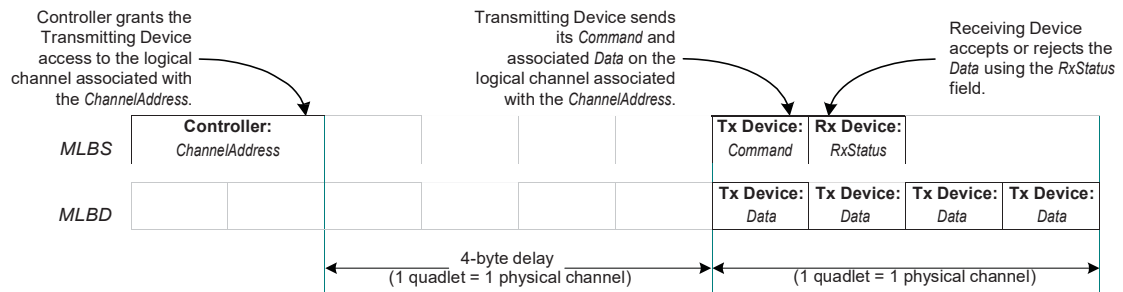 Controller grants the
Transmitting Device
access to the logical
channel associated with
the ChannelAddress.
Transmitting Device sends
its Command and
associated Data on the
logical channel associated
with the ChannelAddress.
Receiving Device
accepts or rejects the
Data using the RxStatus
field.
MLBS
Controller:
ChannelAddress
Tx Device:
Command
Rx Device:
RxStatus
MLBD
Tx Device:
Data
Tx Device:
Data
Tx Device:
Data
Tx Device:
Data
4-byte delay
(1 quadlet = 1 physical channel)
(1 quadlet = 1 physical channel)